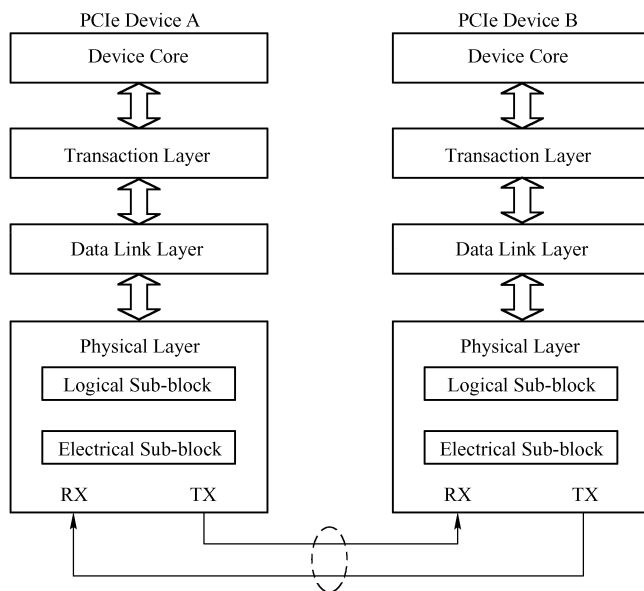 PCIe Device A
Device Core
Transaction Layer
Data Link Layer
Physical Layer
Logical Sub-block
Electrical Sub-block
RX TX
PCIe Device B
Device Core
Transaction Layer
Data Link Layer
Physical Layer
Logical Sub-block
Electrical Sub-block
RX TX